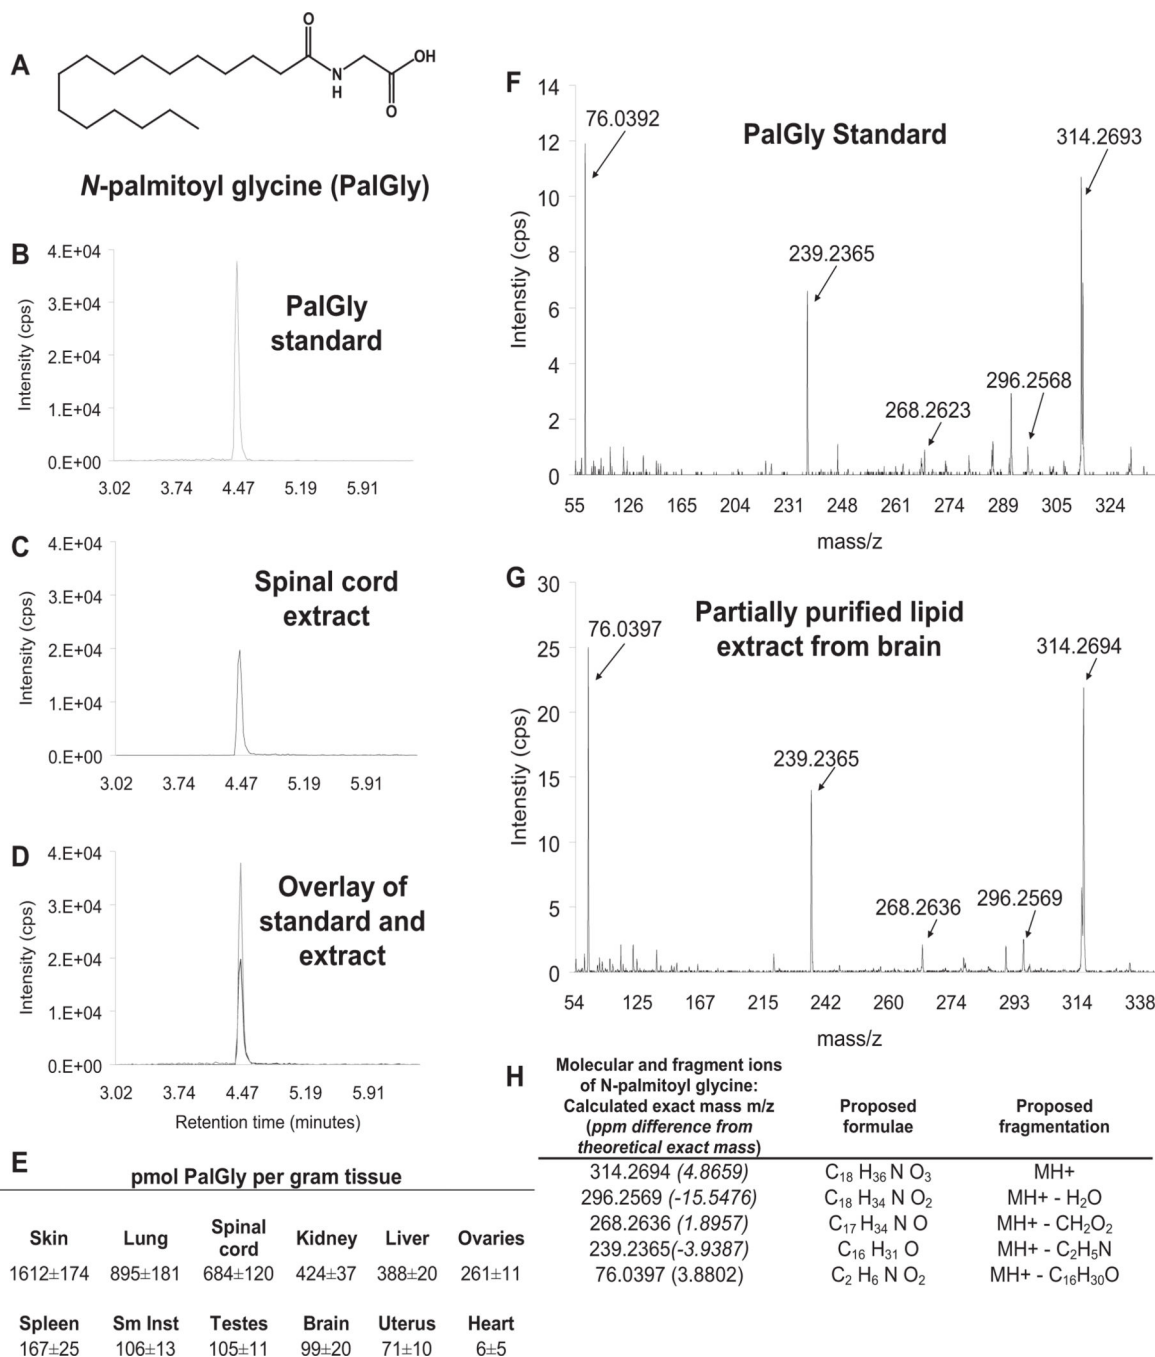 A
O
OH
N
H
O
N-palmitoyl glycine (PalGly)
B
4.E+04
3.E+04
2.E+04
1.E+04
0.E+00
Intensity (cps)
PalGly
standard
3.02 3.74 4.47 5.19 5.91
C
4.E+04
3.E+04
2.E+04
1.E+04
0.E+00
Intensity (cps)
Spinal cord
extract
3.02 3.74 4.47 5.19 5.91
D
4.E+04
3.E+04
2.E+04
1.E+04
0.E+00
Intensity (cps)
Overlay of
standard and
extract
3.02 3.74 4.47 5.19 5.91
Retention time (minutes)
E
pmol PalGly per gram tissue
Skin Lung Spinal cord Kidney Liver Ovaries
1612±174 895±181 684±120 424±37 388±20 261±11
Spleen Sm Inst Testes Brain Uterus Heart
167±25 106±13 105±11 99±20 71±10 6±5
F
14
12
10
8
6
4
2
0
Intenstiy (cps)
PalGly Standard
76.0392
314.2693
239.2365
296.2568
268.2623
55 126 165 204 231 248 261 274 289 305 324
mass/z
G
30
25
20
15
10
5
0
Intenstiy (cps)
Partially purified lipid
extract from brain
76.0397
314.2694
239.2365
268.2636
296.2569
54 125 167 215 242 260 274 293 314 338
mass/z
H
Molecular and fragment ions
of N-palmitoyl glycine:
Calculated exact mass m/z
(ppm difference from
theoretical exact mass)
Proposed
formulae
Proposed
fragmentation
314.2694 (4.8659) C18 H36 N O3 MH+
296.2569 (-15.5476) C18 H34 N O2 MH+ - H2O
268.2636 (1.8957) C17 H34 N O MH+ - CH2O2
239.2365(-3.9387) C16 H31 O MH+ - C2H5N
76.0397 (3.8802) C2 H6 N O2 MH+ - C16H30O